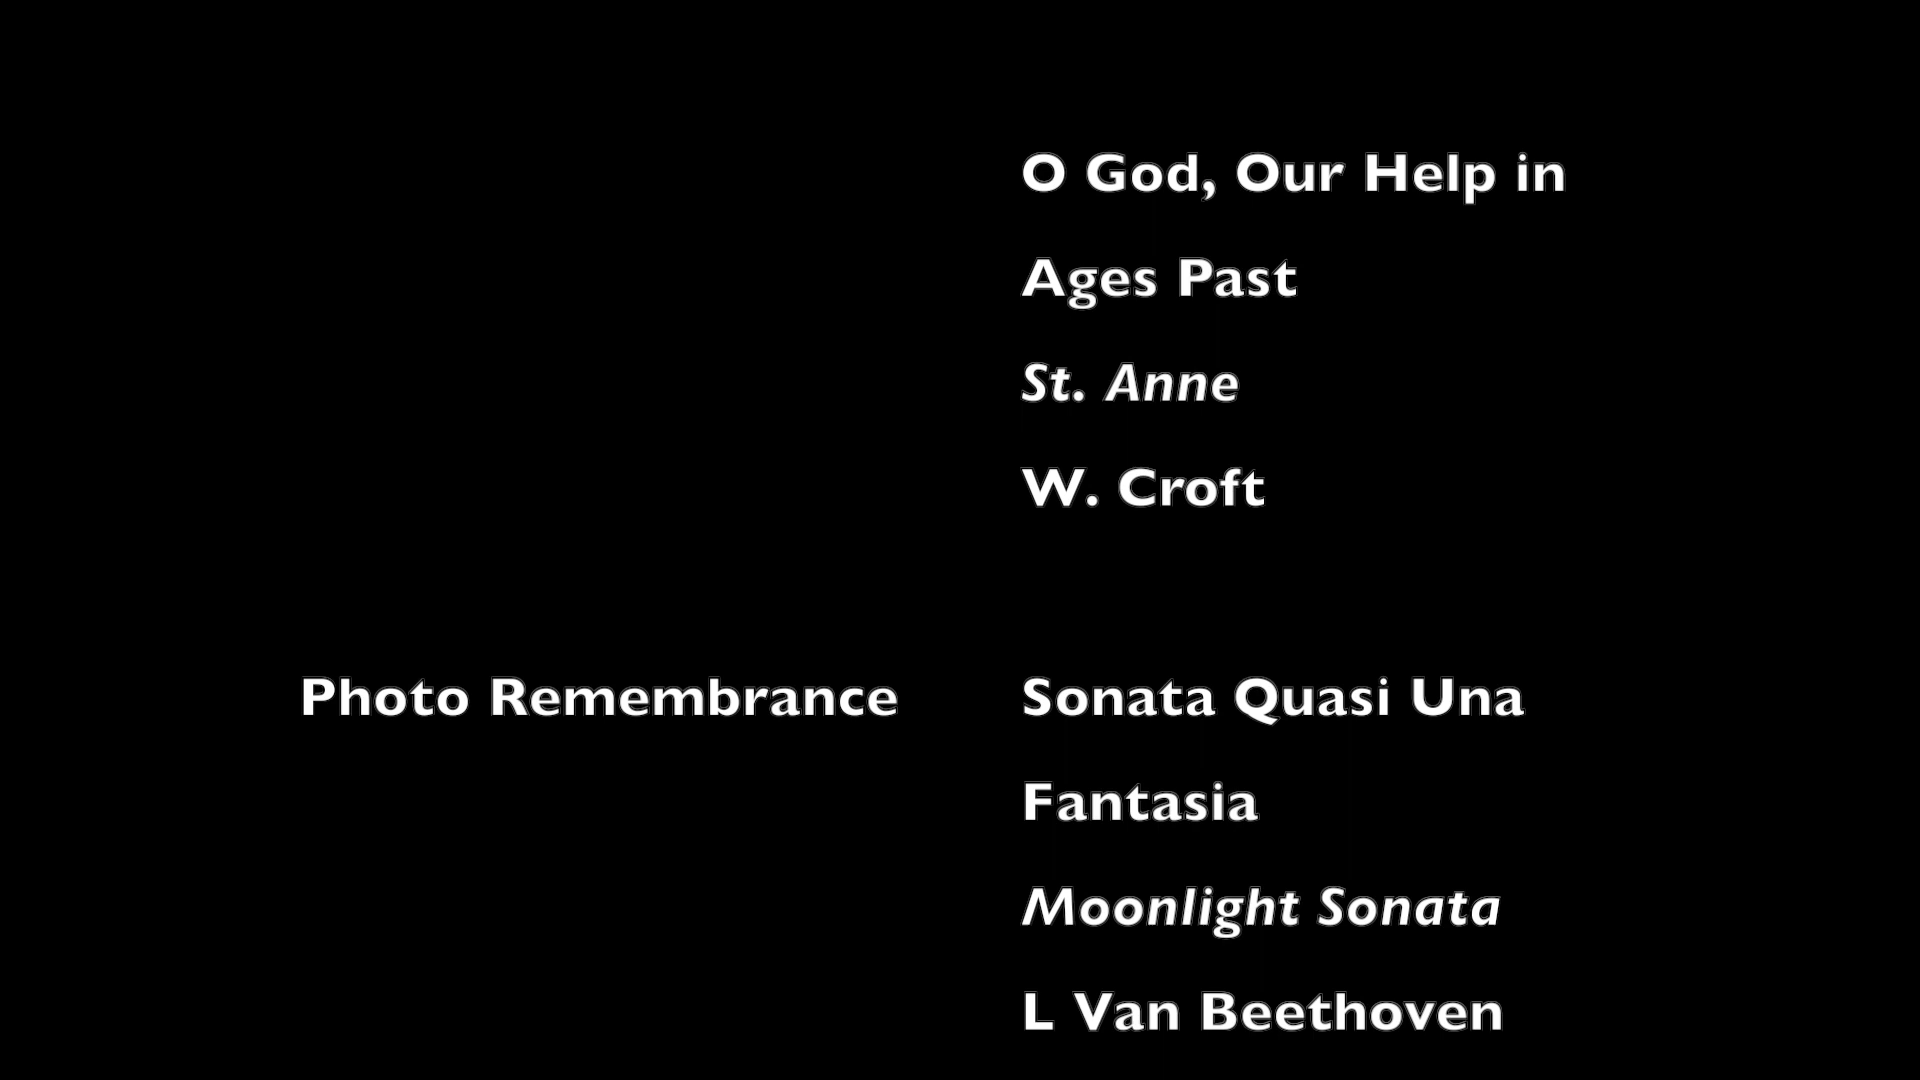 O God, Our Help in
Ages Past
St. Anne
W. Croft
Photo Remembrance
Sonata Quasi Una
Fantasia
Moonlight Sonata
L Van Beethoven